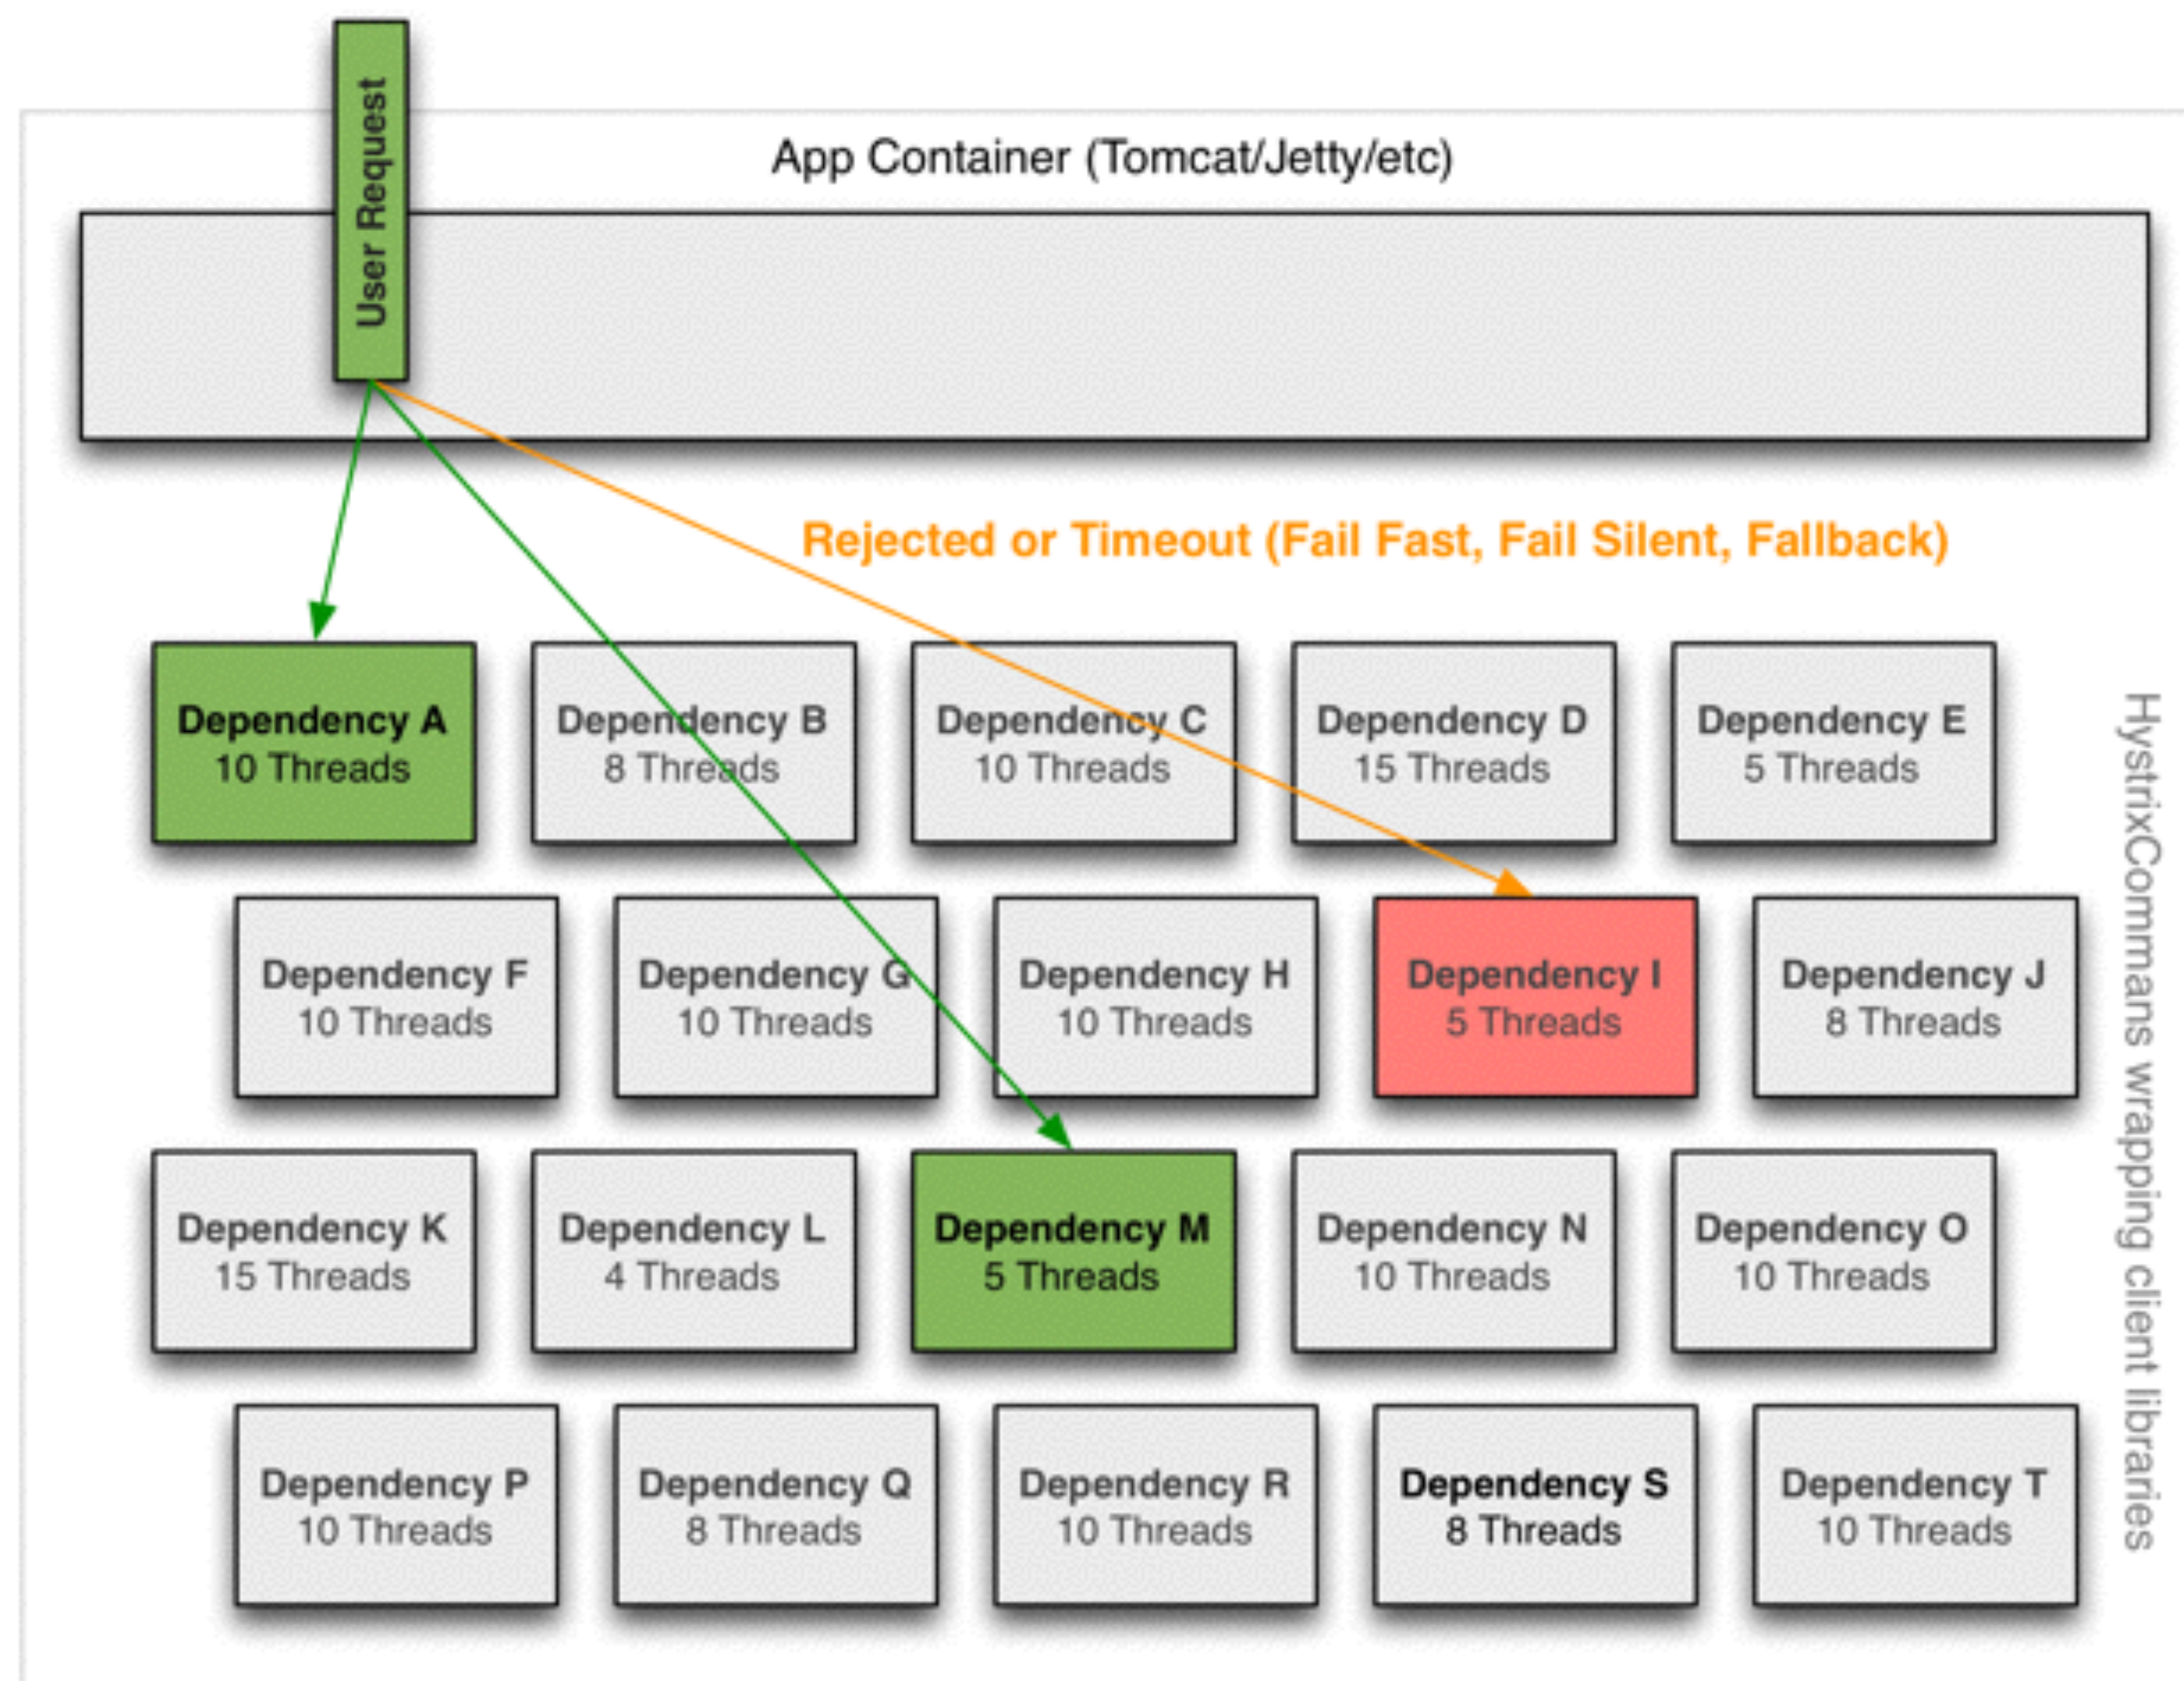 User Request
App Container (Tomcat/Jetty/etc)
Rejected or Timeout (Fail Fast, Fail Silent, Fallback)
Dependency A
10 Threads
Dependency B
8 Threads
Dependency C
10 Threads
Dependency D
15 Threads
Dependency E
5 Threads
Dependency F
10 Threads
Dependency G
10 Threads
Dependency H
10 Threads
Dependency I
5 Threads
Dependency J
8 Threads
Dependency K
15 Threads
Dependency L
4 Threads
Dependency M
5 Threads
Dependency N
10 Threads
Dependency O
10 Threads
Dependency P
10 Threads
Dependency Q
8 Threads
Dependency R
10 Threads
Dependency S
8 Threads
Dependency T
10 Threads
HystrixCommans wrapping client libraries